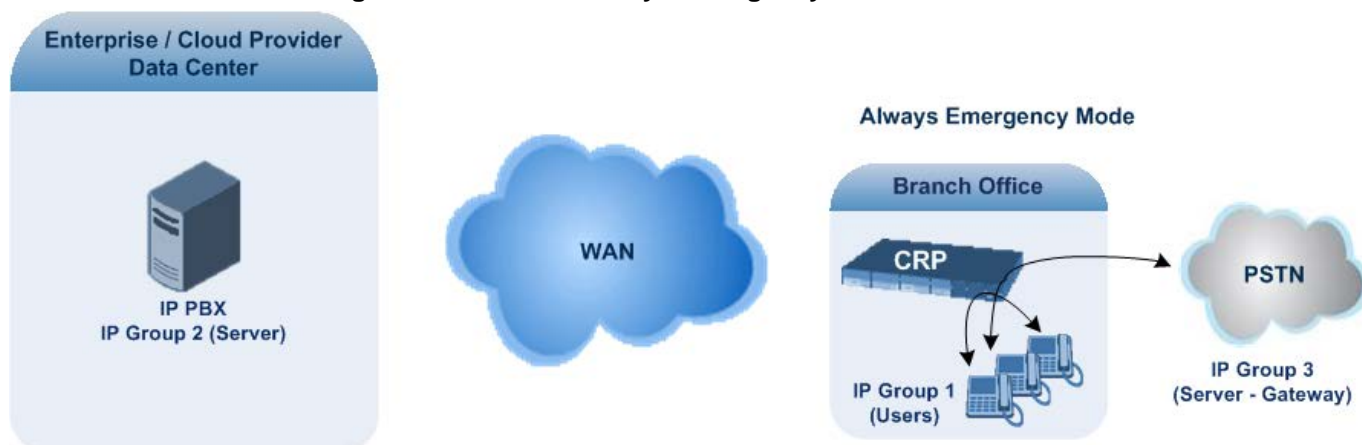 Enterprise / Cloud Provider
Data Center
IP PBX
IP Group 2 (Server)
WAN
Always Emergency Mode
Branch Office
CRP
IP Group 1
(Users)
PSTN
IP Group 3
(Server - Gateway)